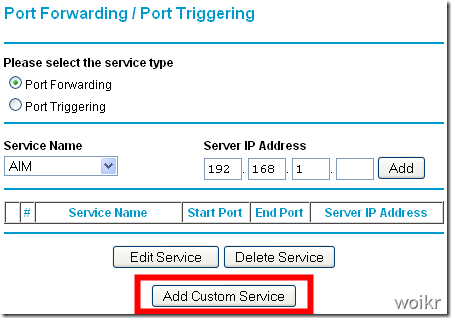 Port Forwarding / Port Triggering
Please select the service type
Port Forwarding
Port Triggering
Service Name Server IP Address
AIM 192 . 168 . 1 . Add
# Service Name Start Port End Port Server IP Address
Edit Service Delete Service
Add Custom Service
woikr